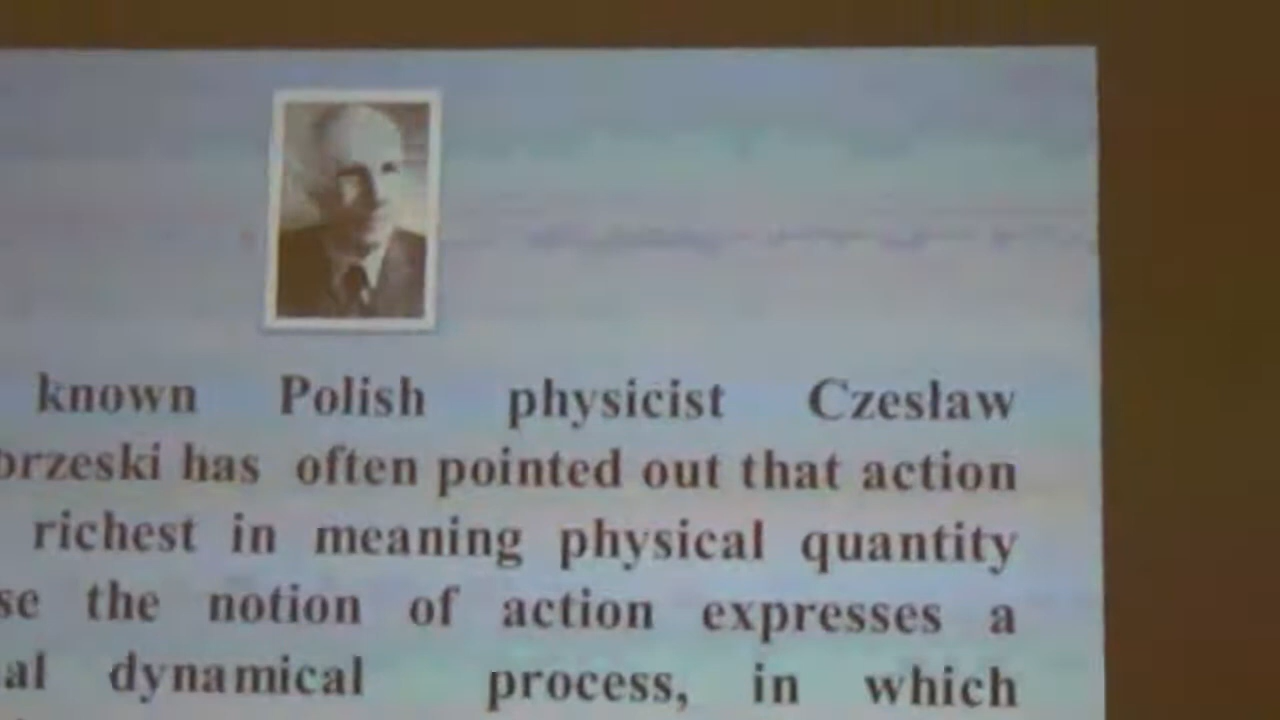 known Polish physicist Czesław
orzeski has often pointed out that action
richest in meaning physical quantity
se the notion of action expresses a
al dynamical process, in which